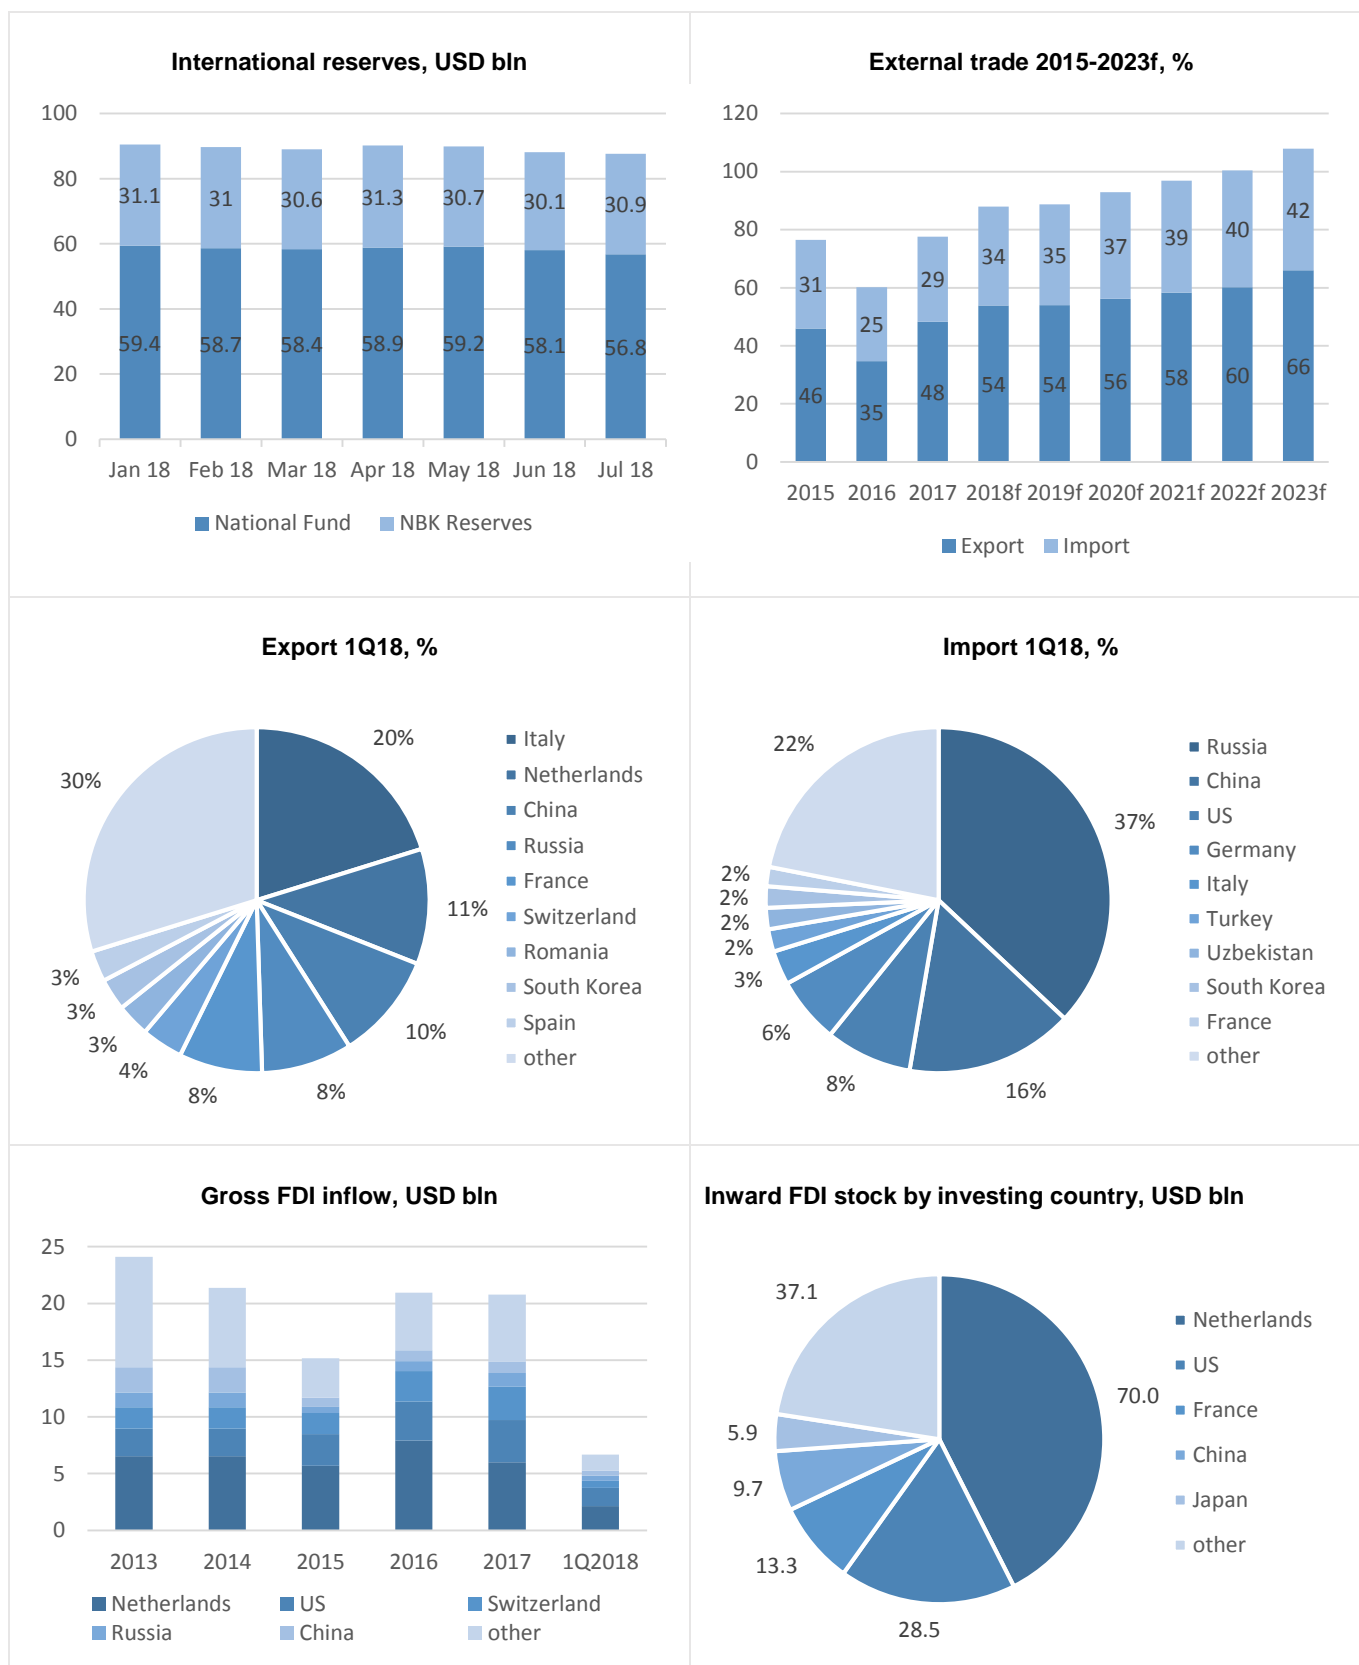 International reserves, USD bln
100
80
60
40
20
0
31.1 31 30.6 31.3 30.7 30.1 30.9
59.4 58.7 58.4 58.9 59.2 58.1 56.8
Jan 18 Feb 18 Mar 18 Apr 18 May 18 Jun 18 Jul 18
National Fund NBK Reserves
External trade 2015-2023f, %
120
100
80
60
40
20
0
31 25 29 34 35 37 39 40 42
46 35 48 54 54 56 58 60 66
2015 2016 2017 2018f 2019f 2020f 2021f 2022f 2023f
Export Import
Export 1Q18, %
20%
11%
10%
8%
8%
4%
3%
3%
3%
30%
Italy
Netherlands
China
Russia
France
Switzerland
Romania
South Korea
Spain
other
Import 1Q18, %
37%
16%
8%
6%
3%
2%
2%
2%
2%
22%
Russia
China
US
Germany
Italy
Turkey
Uzbekistan
South Korea
France
other
Gross FDI inflow, USD bln
25
20
15
10
5
0
2013 2014 2015 2016 2017 1Q2018
Netherlands US Switzerland
Russia China other
Inward FDI stock by investing country, USD bln
70.0
28.5
13.3
9.7
5.9
37.1
Netherlands
US
France
China
Japan
other